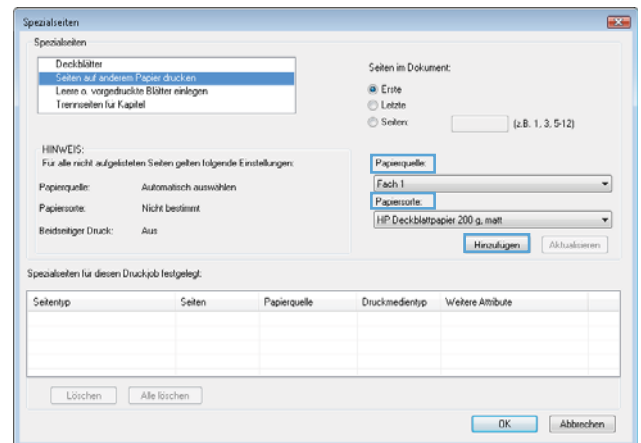 Spezialseiten
Spezialseiten
Deckblätter
Seiten auf anderem Papier drucken
Leere o. vorgedruckte Blätter einlegen
Trennseiten für Kapitel
Seiten im Dokument:
Erste
Letzte
Seiten: (z.B. 1, 3, 5-12)
HINWEIS:
Für alle nicht aufgelisteten Seiten gelten folgende Einstellungen:
Papierquelle: Automatisch auswählen
Papiersorte: Nicht bestimmt
Beidseitiger Druck: Aus
Papierquelle:
Fach 1
Papiersorte:
HP Deckblattpapier 200 g, matt
Hinzufügen Aktualisieren
Spezialseiten für diesen Druckjob festgelegt:
Seitentyp Seiten Papierquelle Druckmedientyp Weitere Attribute
Löschen Alle löschen
OK Abbrechen